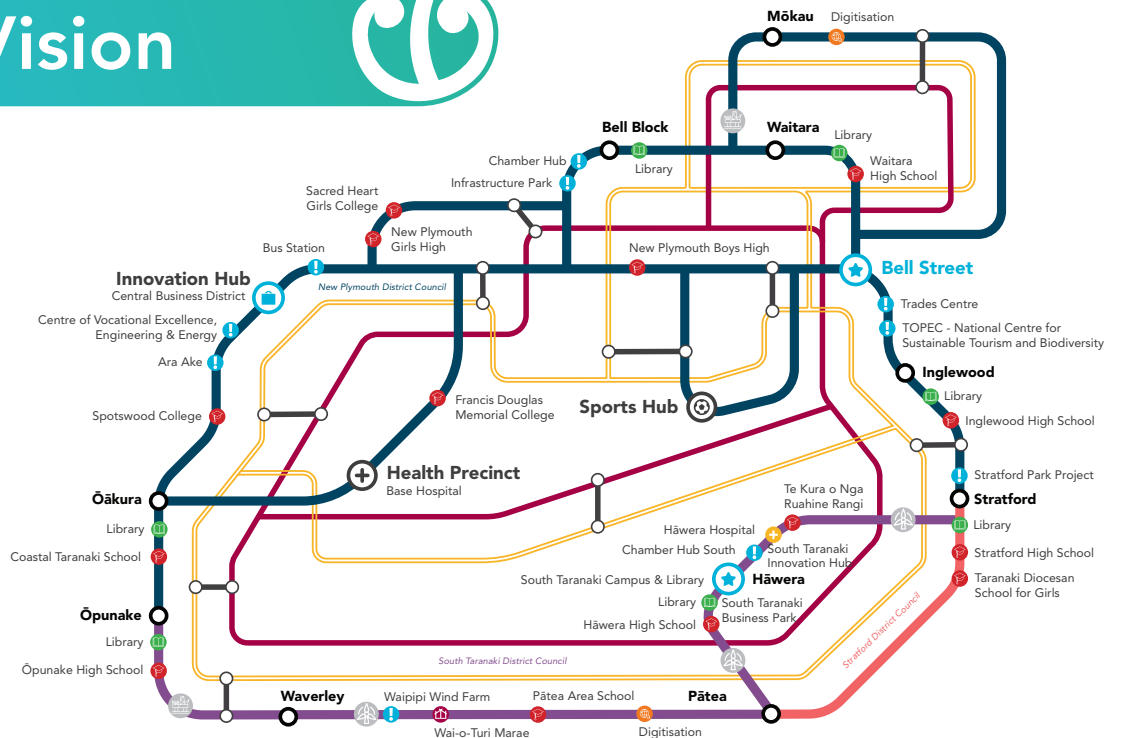 Vision
Mōkau
Digitisation
Bell Block
Waitara
Library
Library
Chamber Hub
Infrastructure Park
Waitara
High School
Sacred Heart
Girls College
New Plymouth
Girls High
Bus Station
New Plymouth Boys High
Innovation Hub
Central Business District
New Plymouth District Council
Bell Street
Centre of Vocational Excellence,
Engineering & Energy
Trades Centre
TOPEC - National Centre for
Sustainable Tourism and Biodiversity
Ara Ake
Inglewood
Library
Spotswood College
Francis Douglas
Memorial College
Sports Hub
Inglewood High School
Health Precinct
Base Hospital
Stratford Park Project
Ōākura
Te Kura o Nga
Ruahine Rangi
Stratford
Library
Library
Hāwera Hospital
Coastal Taranaki School
Chamber Hub South
South Taranaki
Innovation Hub
Stratford High School
South Taranaki Campus & Library
Hāwera
Taranaki Diocesan
School for Girls
Ōpunake
Library
South Taranaki
Business Park
Hāwera High School
Library
Ōpunake High School
South Taranaki District Council
Stratford District Council
Waverley
Waipipi Wind Farm
Pātea Area School
Pātea
Wai-o-Turi Marae
Digitisation